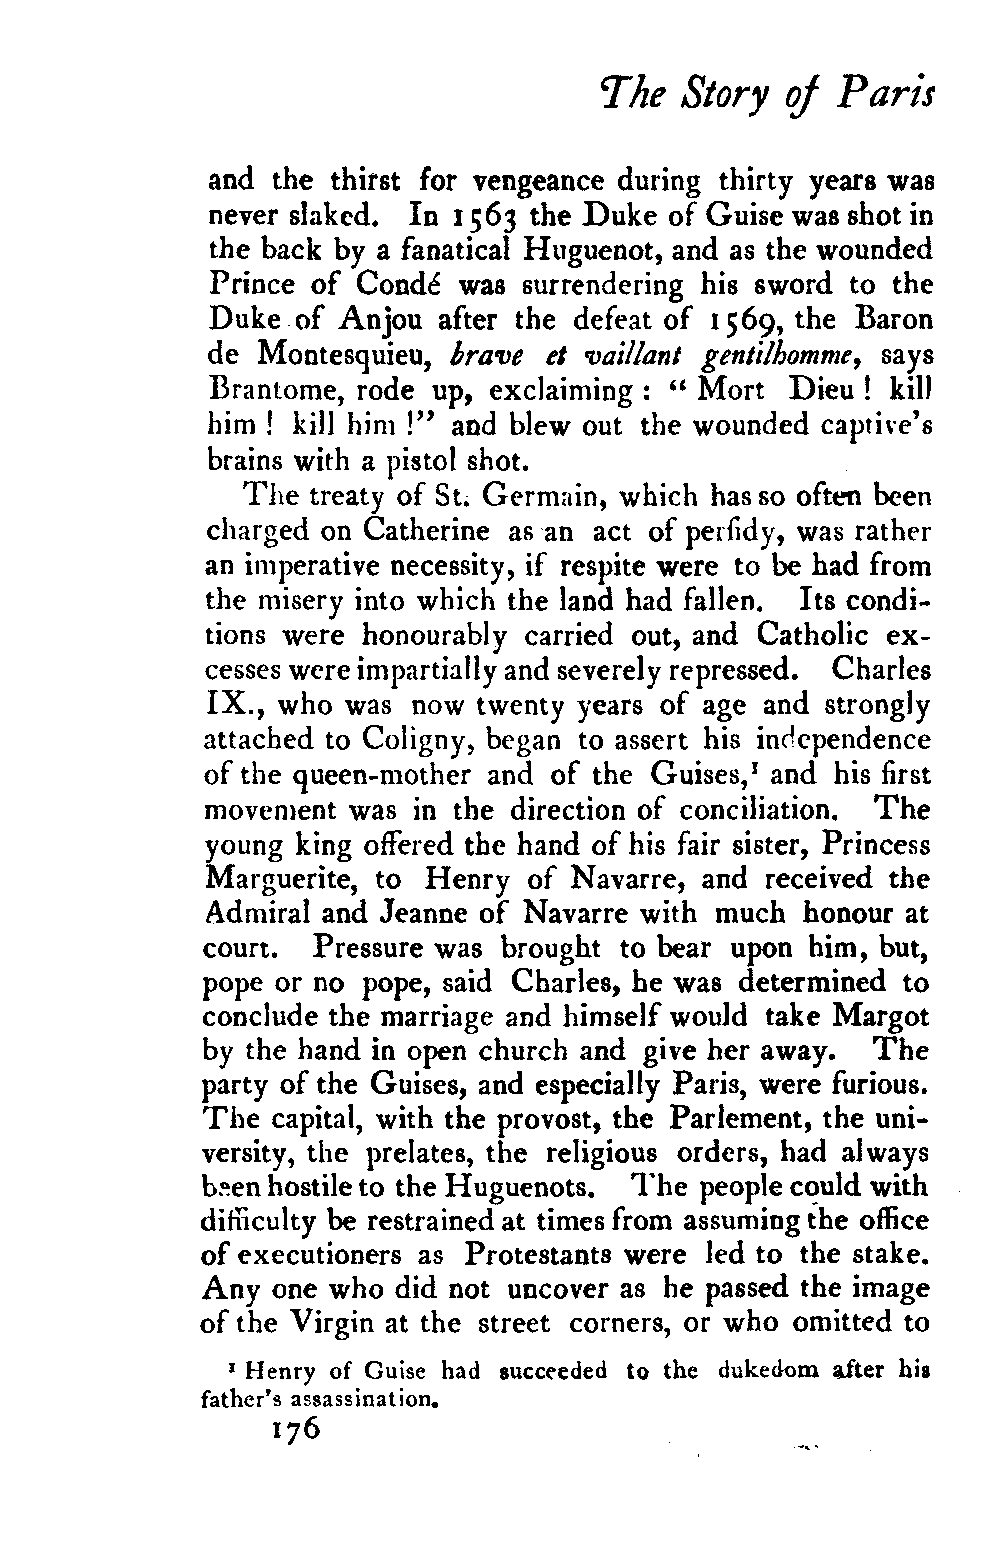 The Story of Paris
and the thirst for vengeance during thirty years was
never slaked. In 1563 the Duke of Guise was shot in
the back by a fanatical Huguenot, and as the wounded
Prince of Condé was surrendering his sword to the
Duke of Anjou after the defeat of 1569, the Baron
de Montesquieu, brave et vaillant gentilhomme, says
Brantome, rode up, exclaiming : “ Mort Dieu ! kill
him ! kill him !” and blew out the wounded captive's
brains with a pistol shot.
The treaty of St. Germain, which has so often been
charged on Catherine as an act of perfidy, was rather
an imperative necessity, if respite were to be had from
the misery into which the land had fallen. Its condi-
tions were honourably carried out, and Catholic ex-
cesses were impartially and severely repressed. Charles
IX., who was now twenty years of age and strongly
attached to Coligny, began to assert his independence
of the queen-mother and of the Guises,¹ and his first
movement was in the direction of conciliation. The
young king offered the hand of his fair sister, Princess
Marguerite, to Henry of Navarre, and received the
Admiral and Jeanne of Navarre with much honour at
court. Pressure was brought to bear upon him, but,
pope or no pope, said Charles, he was determined to
conclude the marriage and himself would take Margot
by the hand in open church and give her away. The
party of the Guises, and especially Paris, were furious.
The capital, with the provost, the Parlement, the uni-
versity, the prelates, the religious orders, had always
been hostile to the Huguenots. The people could with
difficulty be restrained at times from assuming the office
of executioners as Protestants were led to the stake.
Any one who did not uncover as he passed the image
of the Virgin at the street corners, or who omitted to
¹ Henry of Guise had succeeded to the dukedom after his
father's assassination.
176